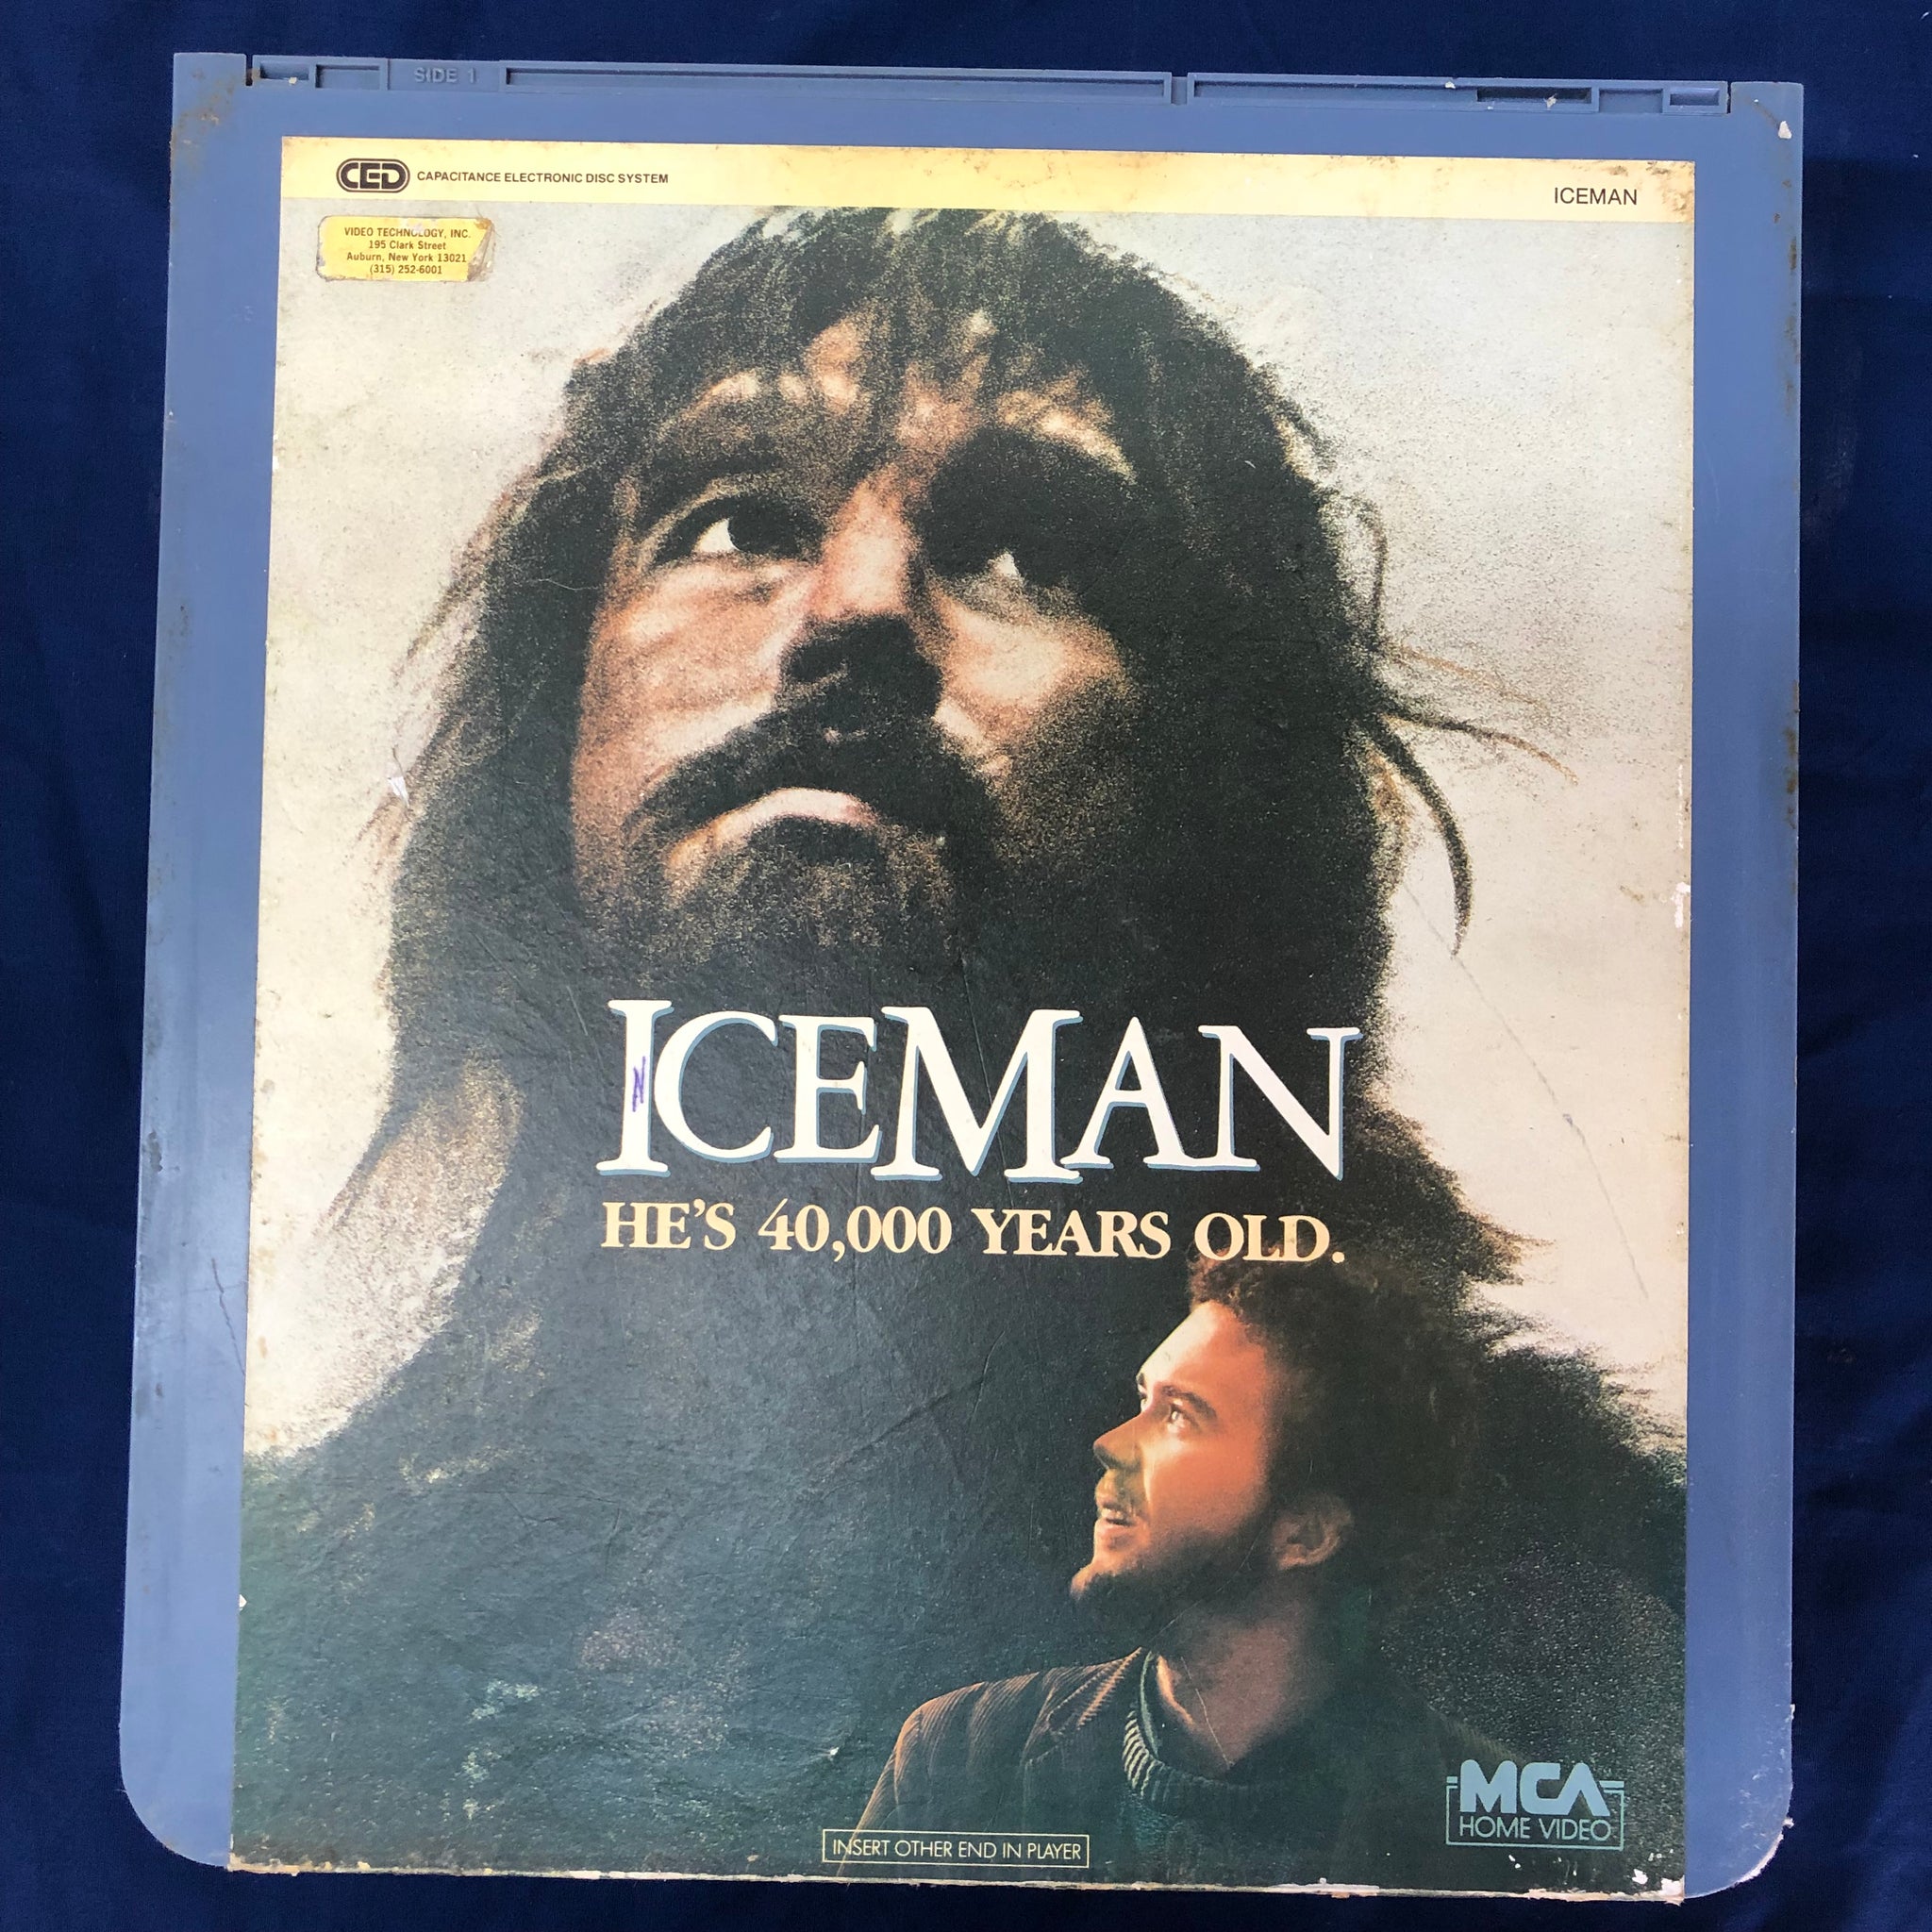 SIDE 1
CED CAPACITANCE ELECTRONIC DISC SYSTEM
ICEMAN
VIDEO TECHNOLOGY, INC.
195 Clark Street
Auburn, New York 13021
(315) 252-6001
ICEMAN
HE'S 40,000 YEARS OLD.
MCA
HOME VIDEO
INSERT OTHER END IN PLAYER